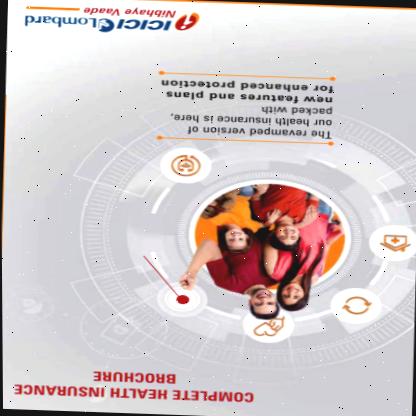 COMPLETE HEALTH INSURANCE
BROCHURE
The revamped version of
our health insurance is here,
packed with
new features and plans
for enhanced protection
ICICI Lombard
Nibhaye Vaade